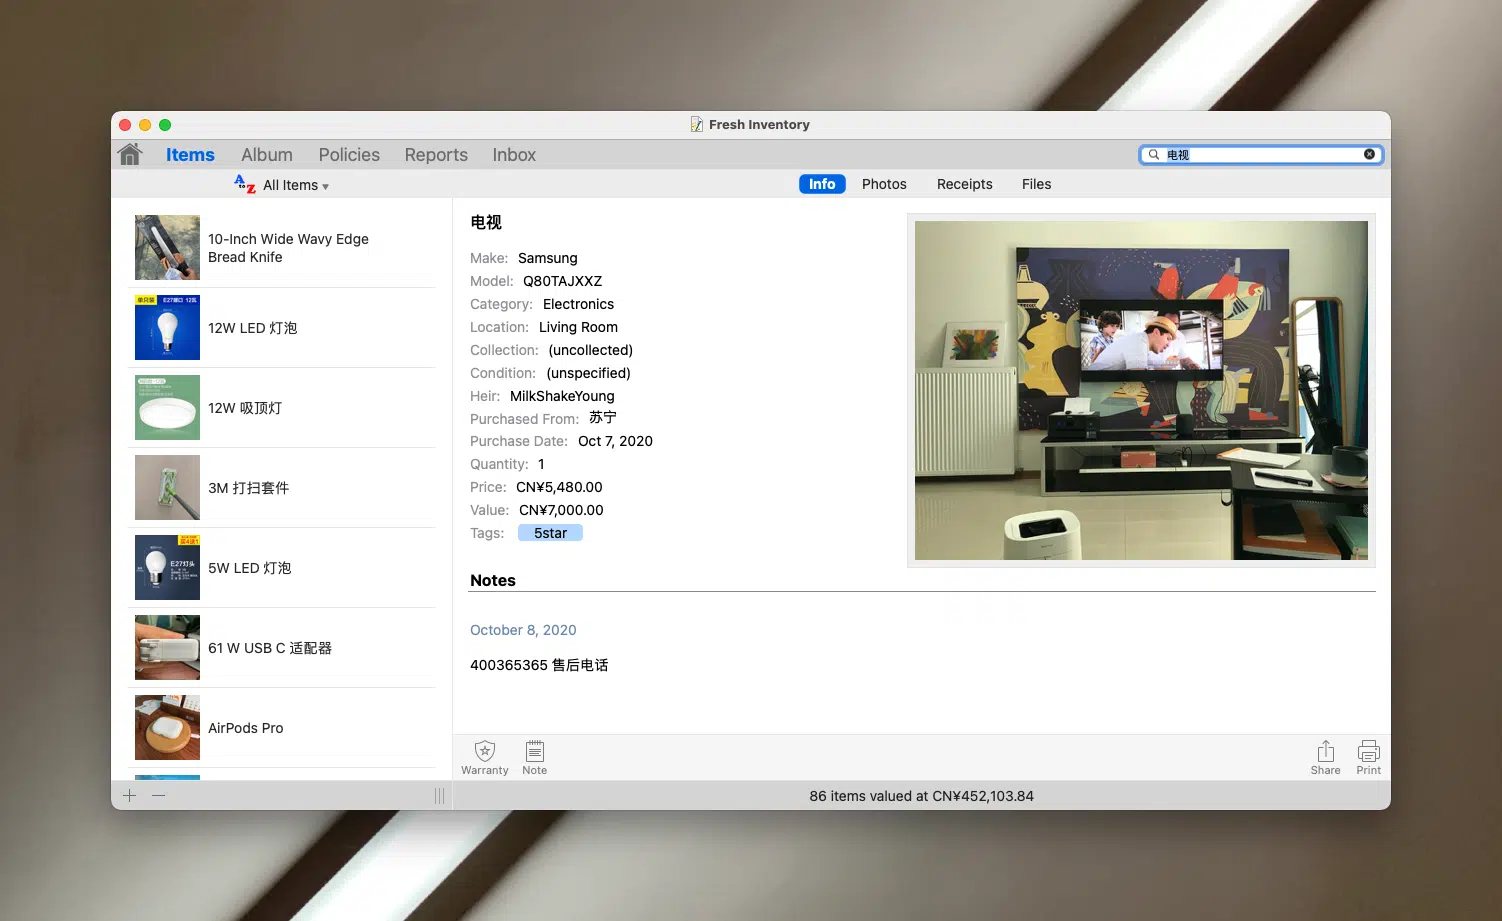 Fresh Inventory
Items Album Policies Reports Inbox
电视
All Items
Info Photos Receipts Files
10-Inch Wide Wavy Edge
Bread Knife
12W LED 灯泡
12W 吸顶灯
3M 打扫套件
5W LED 灯泡
61 W USB C 适配器
AirPods Pro
电视
Make: Samsung
Model: Q80TAJXXZ
Category: Electronics
Location: Living Room
Collection: (uncollected)
Condition: (unspecified)
Heir: MilkShakeYoung
Purchased From: 苏宁
Purchase Date: Oct 7, 2020
Quantity: 1
Price: CN¥5,480.00
Value: CN¥7,000.00
Tags: 5star
Notes
October 8, 2020
400365365 售后电话
Warranty Note Share Print
86 items valued at CN¥452,103.84